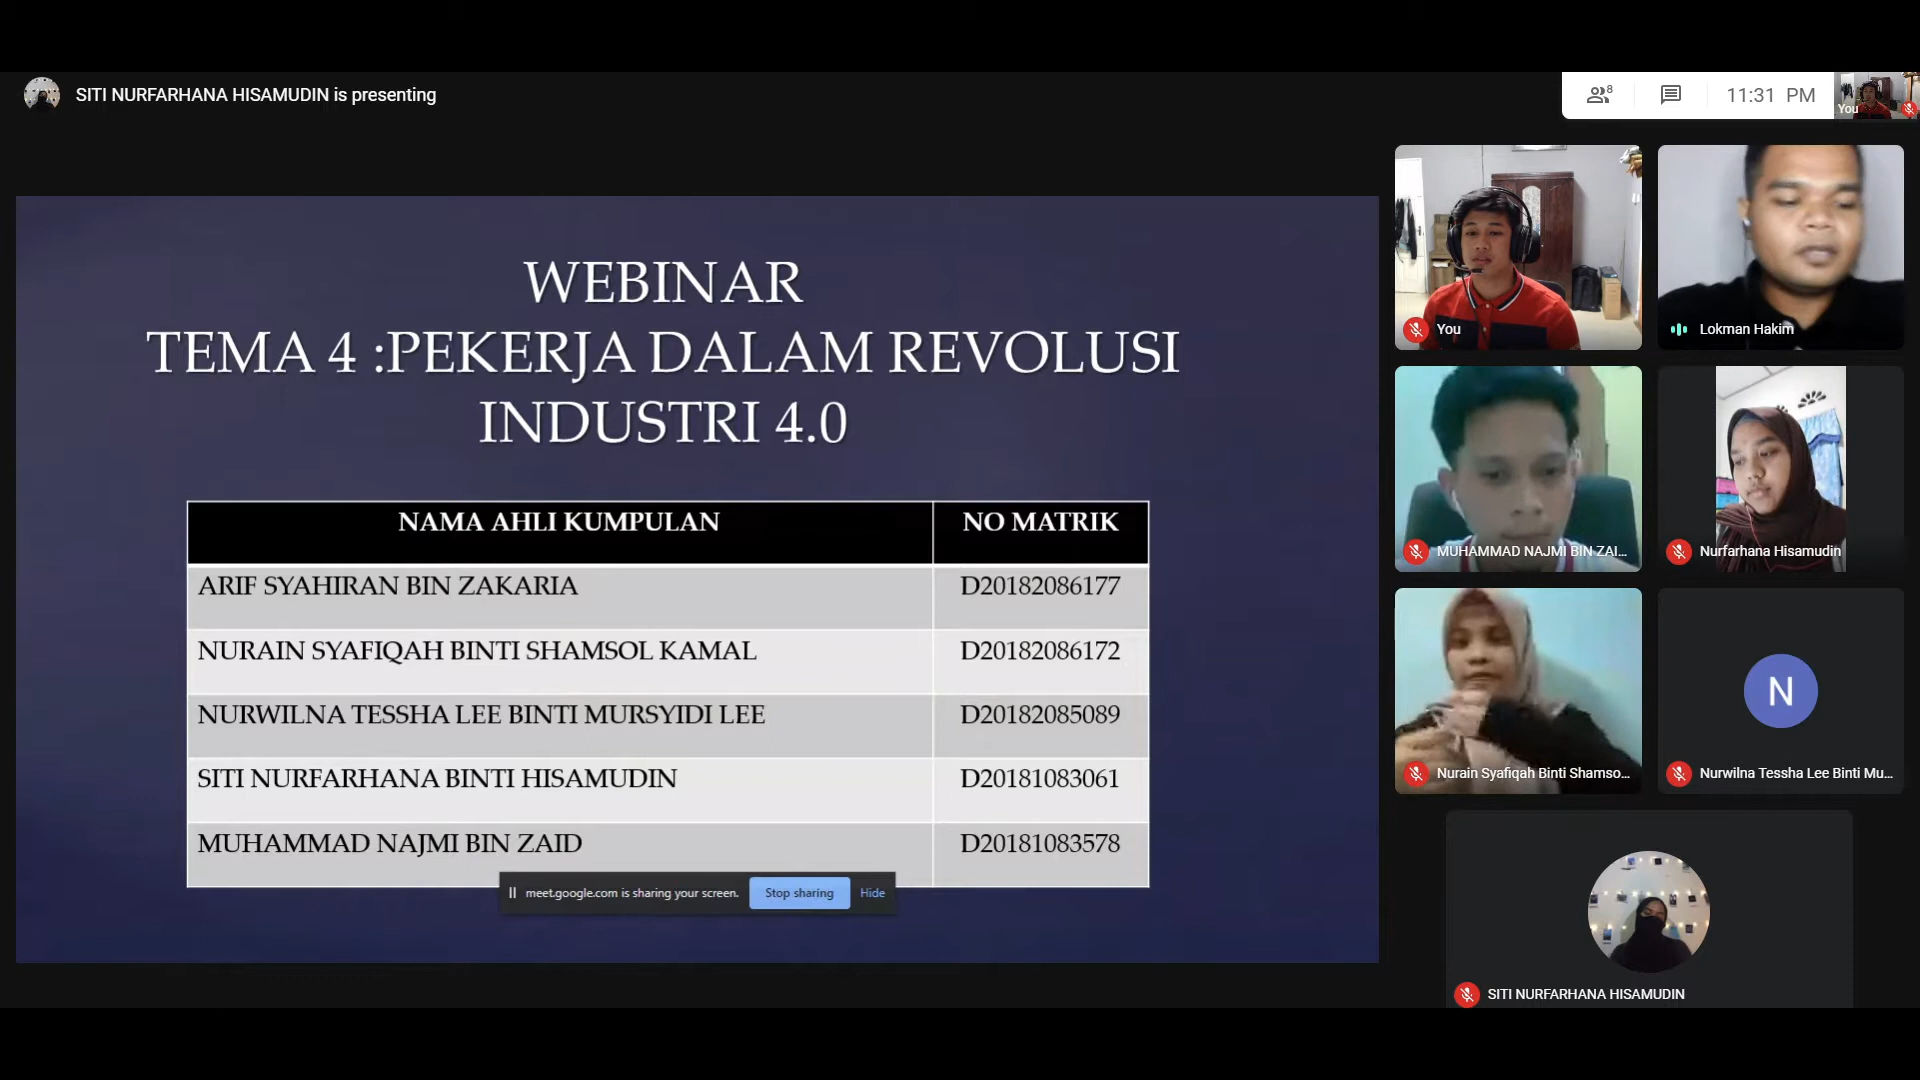 SITI NURFARHANA HISAMUDIN is presenting
8
11:31 PM
You
WEBINAR
TEMA 4 :PEKERJA DALAM REVOLUSI
INDUSTRI 4.0
NAMA AHLI KUMPULAN NO MATRIK
ARIF SYAHIRAN BIN ZAKARIA D20182086177
NURAIN SYAFIQAH BINTI SHAMSOL KAMAL D20182086172
NURWILNA TESSHA LEE BINTI MURSYIDI LEE D20182085089
SITI NURFARHANA BINTI HISAMUDIN D20181083061
MUHAMMAD NAJMI BIN ZAID D20181083578
meet.google.com is sharing your screen. Stop sharing Hide
You
Lokman Hakim
MUHAMMAD NAJMI BIN ZAI...
Nurfarhana Hisamudin
Nurain Syafiqah Binti Shamso...
N
Nurwilna Tessha Lee Binti Mu...
SITI NURFARHANA HISAMUDIN